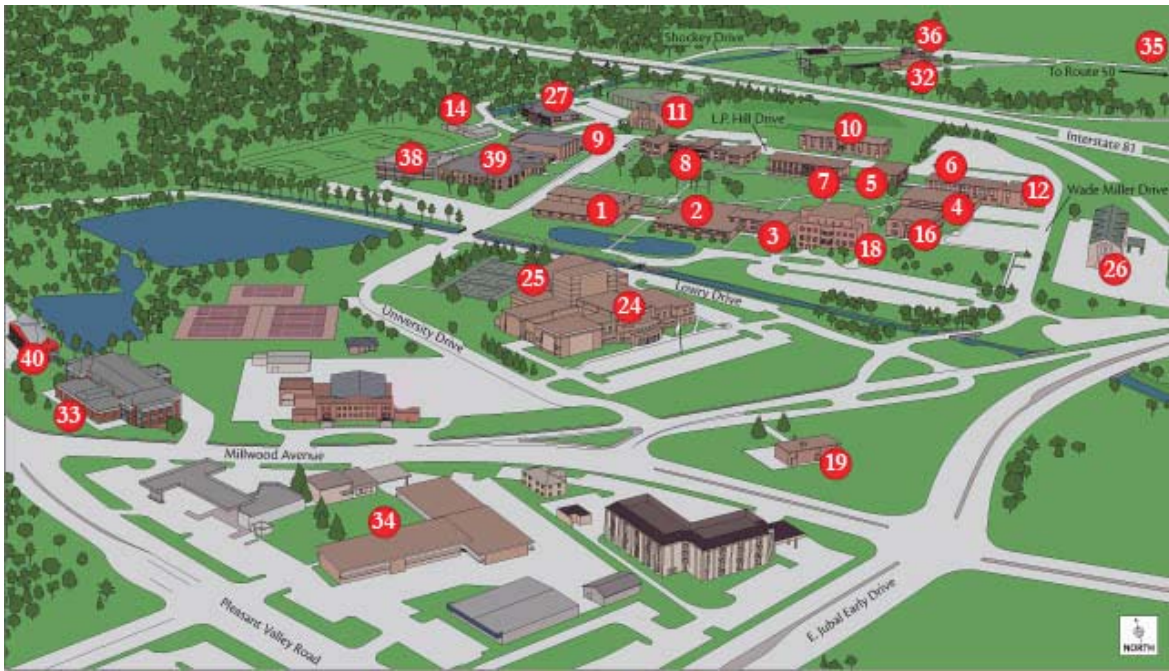 36
35
Shockey Drive
32
To Route 50
27
14
11
L.P. Hill Drive
10
Interstate 81
9
38
39
8
7
5
6
12
Wade Miller Drive
1
2
3
4
16
18
26
25
24
Lowry Drive
University Drive
40
33
Millwood Avenue
19
34
Pleasant Valley Road
E. Jubal Early Drive
NORTH